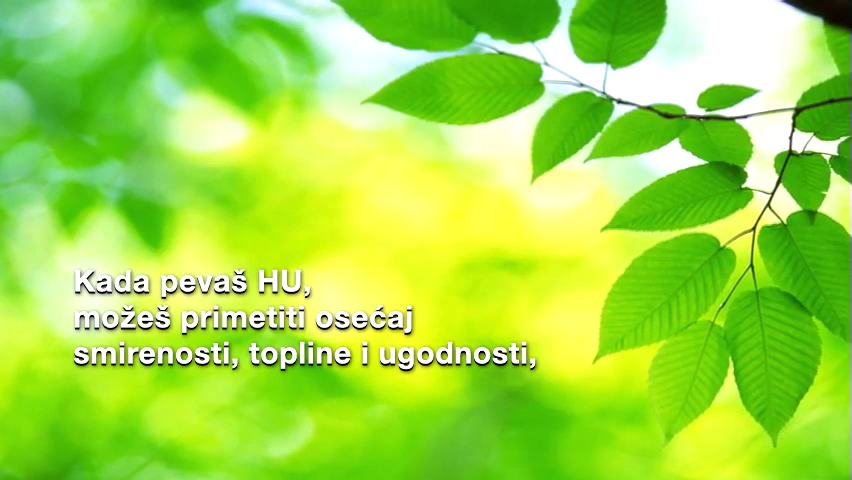 Kada pevaš HU,
možeš primetiti osećaj
smirenosti, topline i ugodnosti,